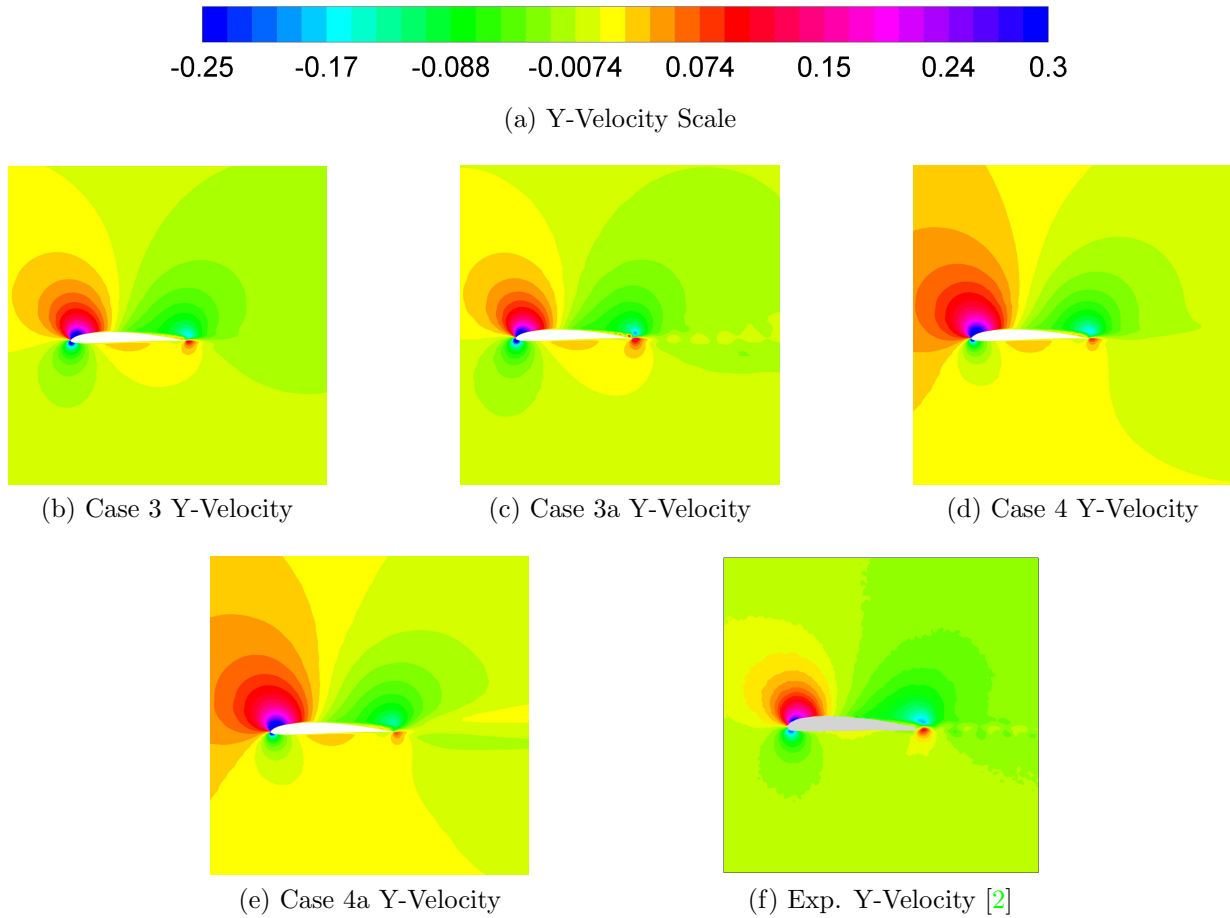 -0.25 -0.17 -0.088 -0.0074 0.074 0.15 0.24 0.3
(a) Y-Velocity Scale
(b) Case 3 Y-Velocity (c) Case 3a Y-Velocity (d) Case 4 Y-Velocity
(e) Case 4a Y-Velocity (f) Exp. Y-Velocity [2]